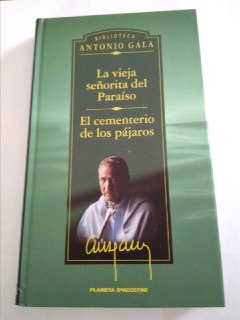 BIBLIOTECA
ANTONIO GALA
La vieja
señorita del
Paraíso
El cementerio
de los pájaros
PLANETA DeAGOSTINI